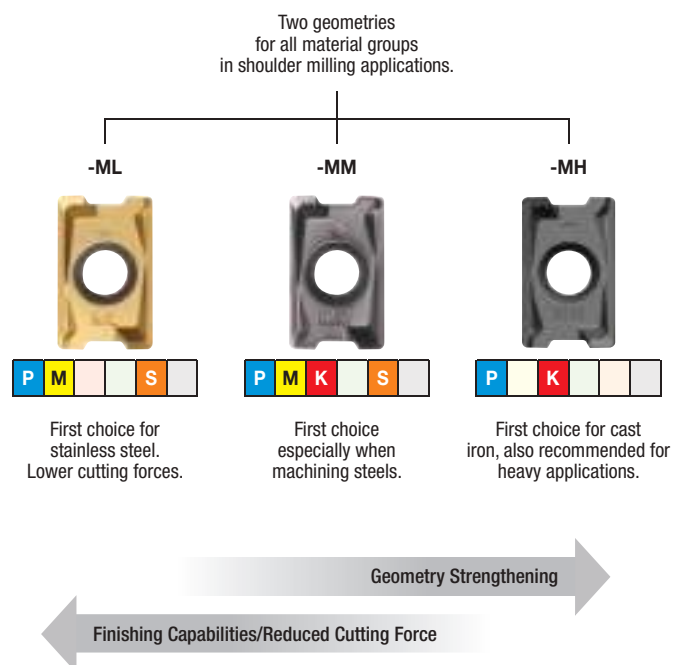 Two geometries
for all material groups
in shoulder milling applications.
-ML
-MM
-MH
P M S
P M K S
P K
First choice for
stainless steel.
Lower cutting forces.
First choice
especially when
machining steels.
First choice for cast
iron, also recommended for
heavy applications.
Geometry Strengthening
Finishing Capabilities/Reduced Cutting Force